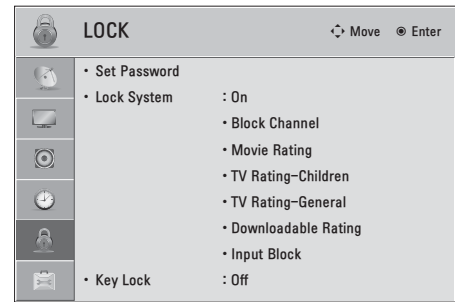 LOCK Move Enter
• Set Password
• Lock System : On
• Block Channel
• Movie Rating
• TV Rating-Children
• TV Rating-General
• Downloadable Rating
• Input Block
• Key Lock : Off